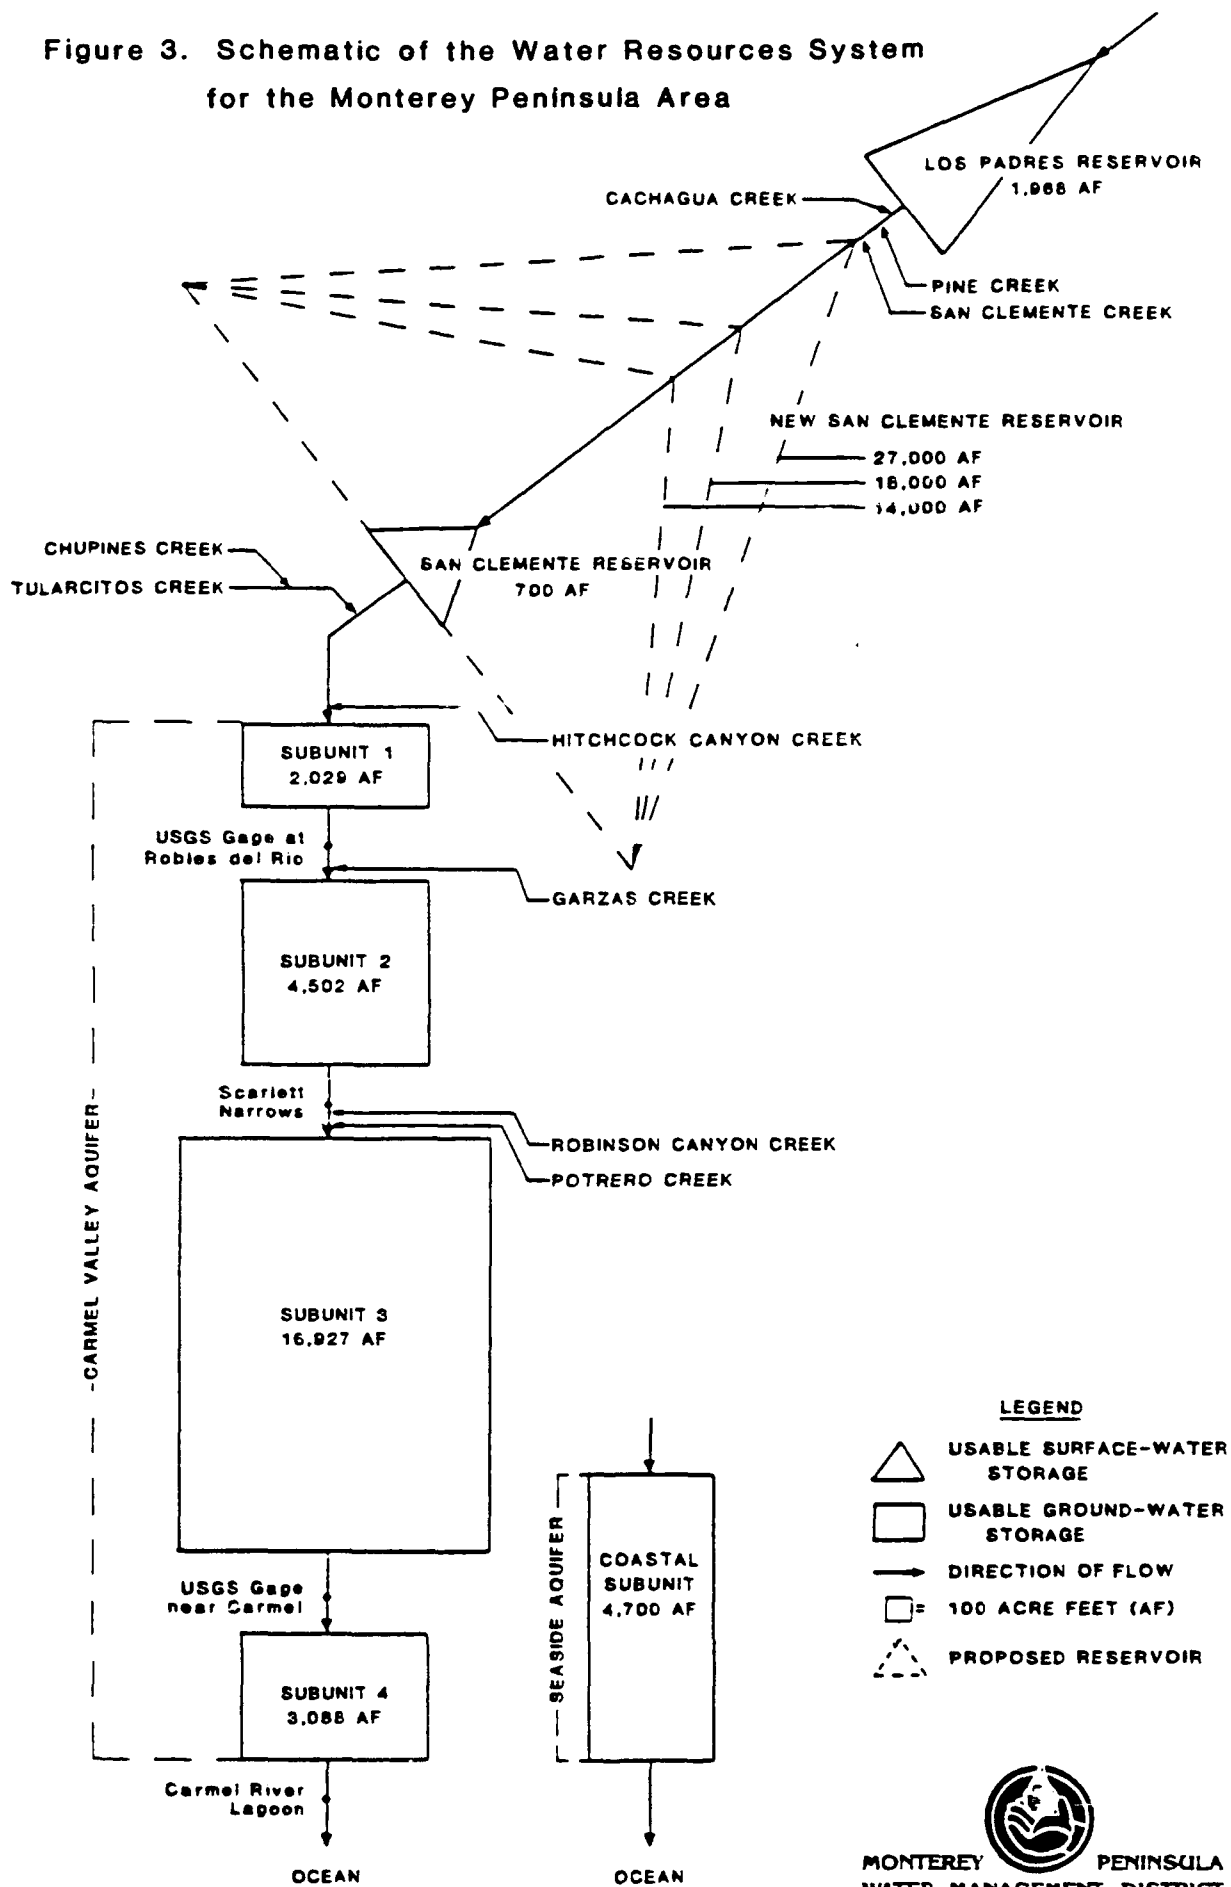 Figure 3. Schematic of the Water Resources System
for the Monterey Peninsula Area
LOS PADRES RESERVOIR
1,968 AF
CACHAGUA CREEK
PINE CREEK
SAN CLEMENTE CREEK
NEW SAN CLEMENTE RESERVOIR
27,000 AF
18,000 AF
14,000 AF
CHUPINES CREEK
TULARCITOS CREEK
SAN CLEMENTE RESERVOIR
700 AF
HITCHCOCK CANYON CREEK
SUBUNIT 1
2,029 AF
USGS Gage at
Robles del Rio
GARZAS CREEK
SUBUNIT 2
4,502 AF
Scarlett
Narrows
ROBINSON CANYON CREEK
POTRERO CREEK
CARMEL VALLEY AQUIFER
SUBUNIT 3
16,927 AF
USGS Gage
near Carmel
SUBUNIT 4
3,088 AF
Carmel River
Lagoon
OCEAN
SEASIDE AQUIFER
COASTAL
SUBUNIT
4,700 AF
OCEAN
LEGEND
USABLE SURFACE-WATER
STORAGE
USABLE GROUND-WATER
STORAGE
DIRECTION OF FLOW
= 100 ACRE FEET (AF)
PROPOSED RESERVOIR
MONTEREY PENINSULA
WATER MANAGEMENT DISTRICT